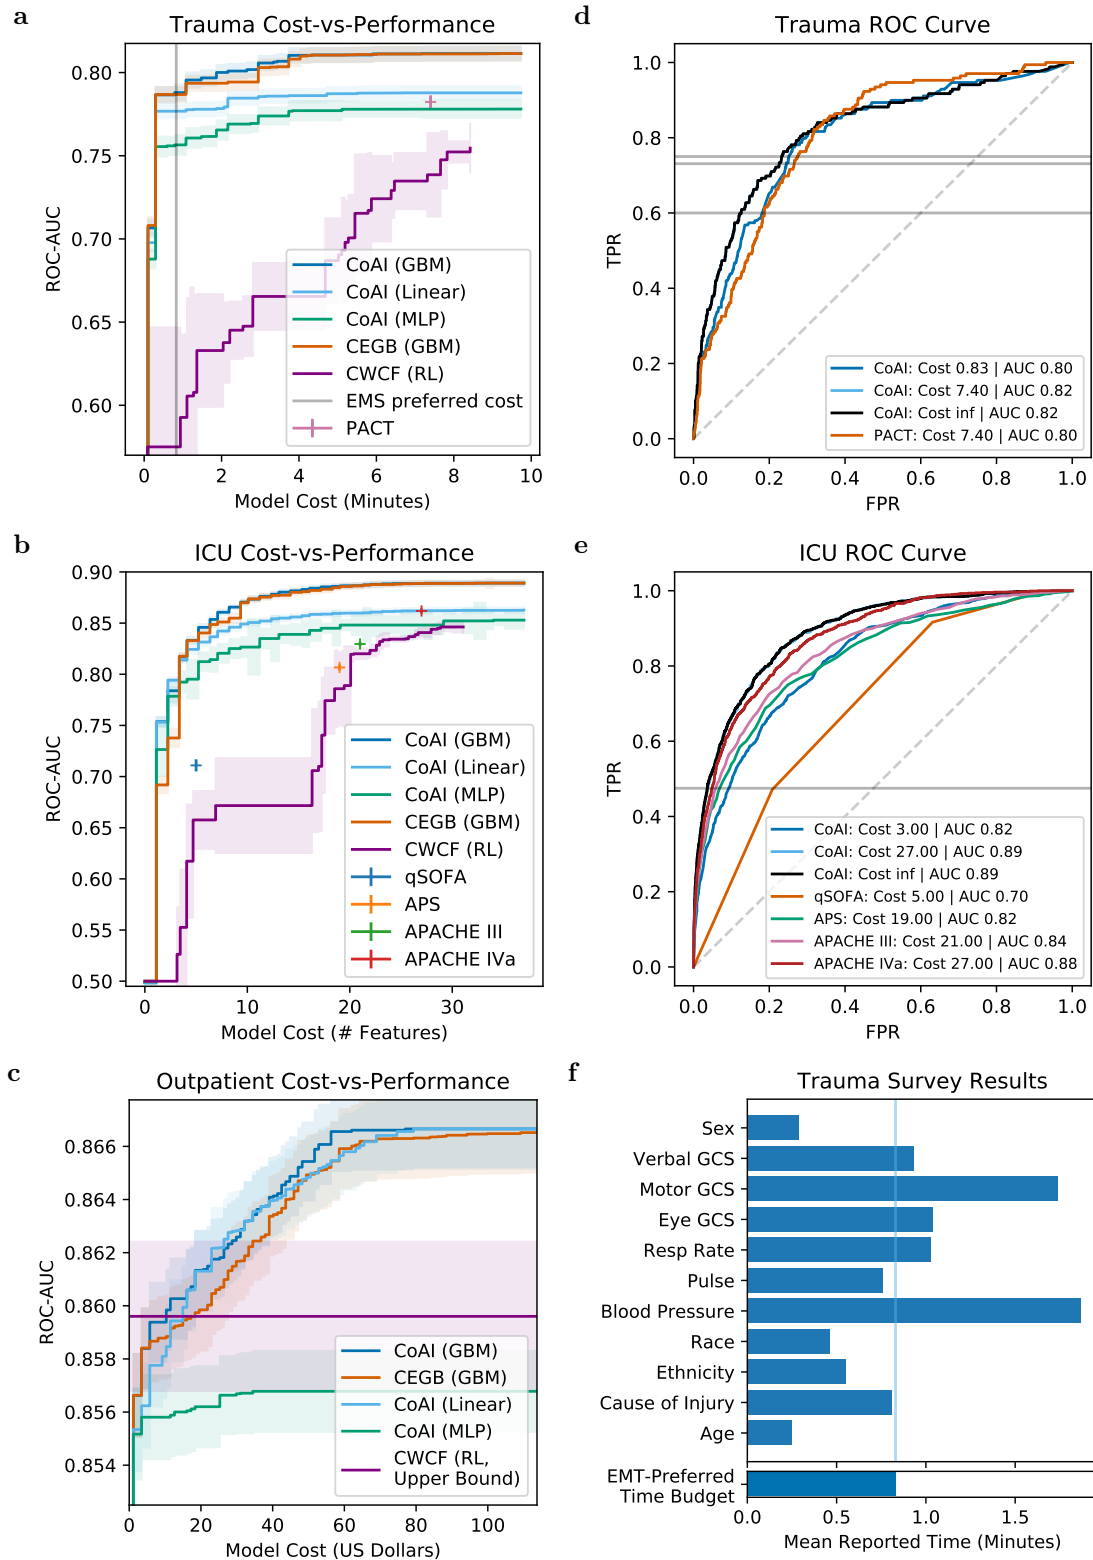 a
Trauma Cost-vs-Performance
0.80
0.75
0.70
0.65
0.60
ROC-AUC
CoAI (GBM)
CoAI (Linear)
CoAI (MLP)
CEGB (GBM)
CWCF (RL)
EMS preferred cost
PACT
0 2 4 6 8 10
Model Cost (Minutes)
d
Trauma ROC Curve
1.0
0.8
0.6
0.4
0.2
0.0
TPR
CoAI: Cost 0.83 | AUC 0.80
CoAI: Cost 7.40 | AUC 0.82
CoAI: Cost inf | AUC 0.82
PACT: Cost 7.40 | AUC 0.80
0.0 0.2 0.4 0.6 0.8 1.0
FPR
b
ICU Cost-vs-Performance
0.90
0.85
0.80
0.75
0.70
0.65
0.60
0.55
0.50
ROC-AUC
CoAI (GBM)
CoAI (Linear)
CoAI (MLP)
CEGB (GBM)
CWCF (RL)
qSOFA
APS
APACHE III
APACHE IVa
0 10 20 30
Model Cost (# Features)
e
ICU ROC Curve
1.0
0.8
0.6
0.4
0.2
0.0
TPR
CoAI: Cost 3.00 | AUC 0.82
CoAI: Cost 27.00 | AUC 0.89
CoAI: Cost inf | AUC 0.89
qSOFA: Cost 5.00 | AUC 0.70
APS: Cost 19.00 | AUC 0.82
APACHE III: Cost 21.00 | AUC 0.84
APACHE IVa: Cost 27.00 | AUC 0.88
0.0 0.2 0.4 0.6 0.8 1.0
FPR
c
Outpatient Cost-vs-Performance
0.866
0.864
0.862
0.860
0.858
0.856
0.854
ROC-AUC
CoAI (GBM)
CEGB (GBM)
CoAI (Linear)
CoAI (MLP)
CWCF (RL,
Upper Bound)
0 20 40 60 80 100
Model Cost (US Dollars)
f
Trauma Survey Results
Sex
Verbal GCS
Motor GCS
Eye GCS
Resp Rate
Pulse
Blood Pressure
Race
Ethnicity
Cause of Injury
Age
EMT-Preferred
Time Budget
0.0 0.5 1.0 1.5
Mean Reported Time (Minutes)